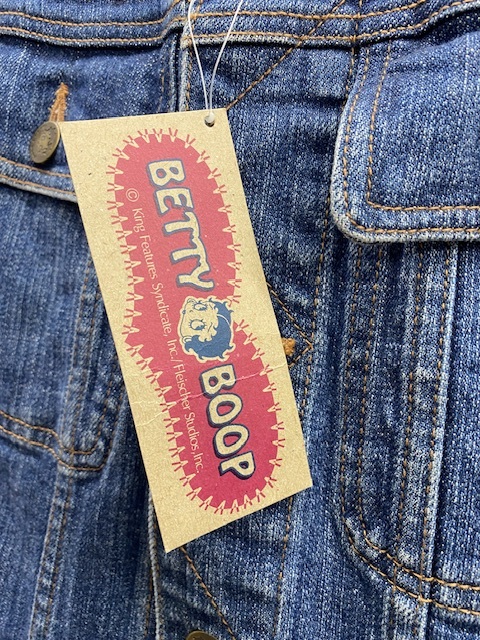 BETTY BOOP
© King Features Syndicate, Inc./Fleischer Studios, Inc.